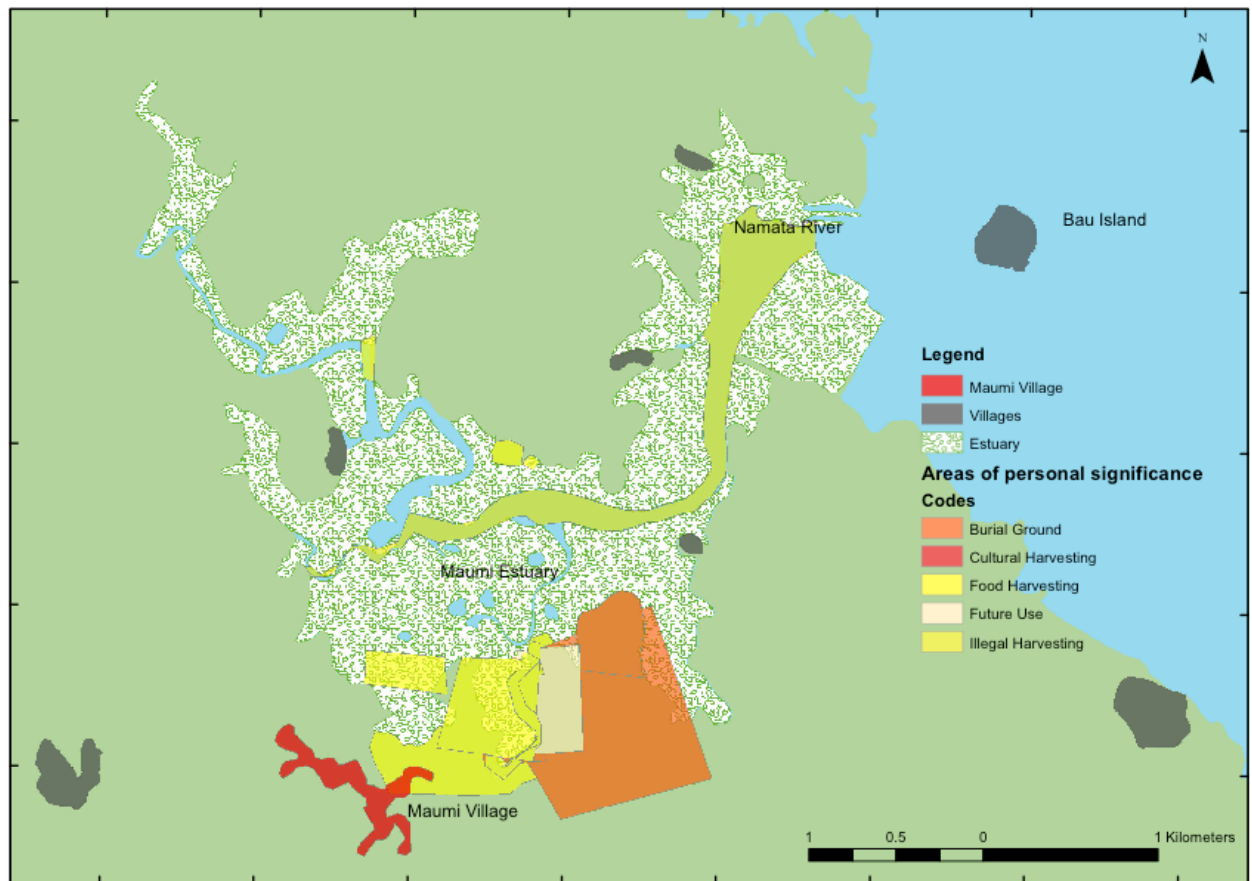 N
Bau Island
Namata River
Legend
Maumi Village
Villages
Estuary
Areas of personal significance
Codes
Burial Ground
Cultural Harvesting
Food Harvesting
Future Use
Illegal Harvesting
Maumi Estuary
Maumi Village
1 0.5 0 1 Kilometers